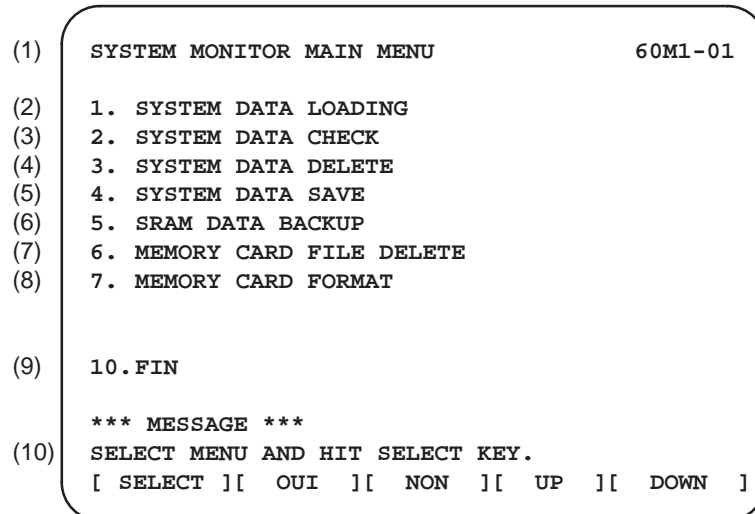 (1) SYSTEM MONITOR MAIN MENU 60M1-01
(2) 1. SYSTEM DATA LOADING
(3) 2. SYSTEM DATA CHECK
(4) 3. SYSTEM DATA DELETE
(5) 4. SYSTEM DATA SAVE
(6) 5. SRAM DATA BACKUP
(7) 6. MEMORY CARD FILE DELETE
(8) 7. MEMORY CARD FORMAT
(9) 10.FIN
*** MESSAGE ***
(10) SELECT MENU AND HIT SELECT KEY.
[ SELECT ][ OUI ][ NON ][ UP ][ DOWN ]